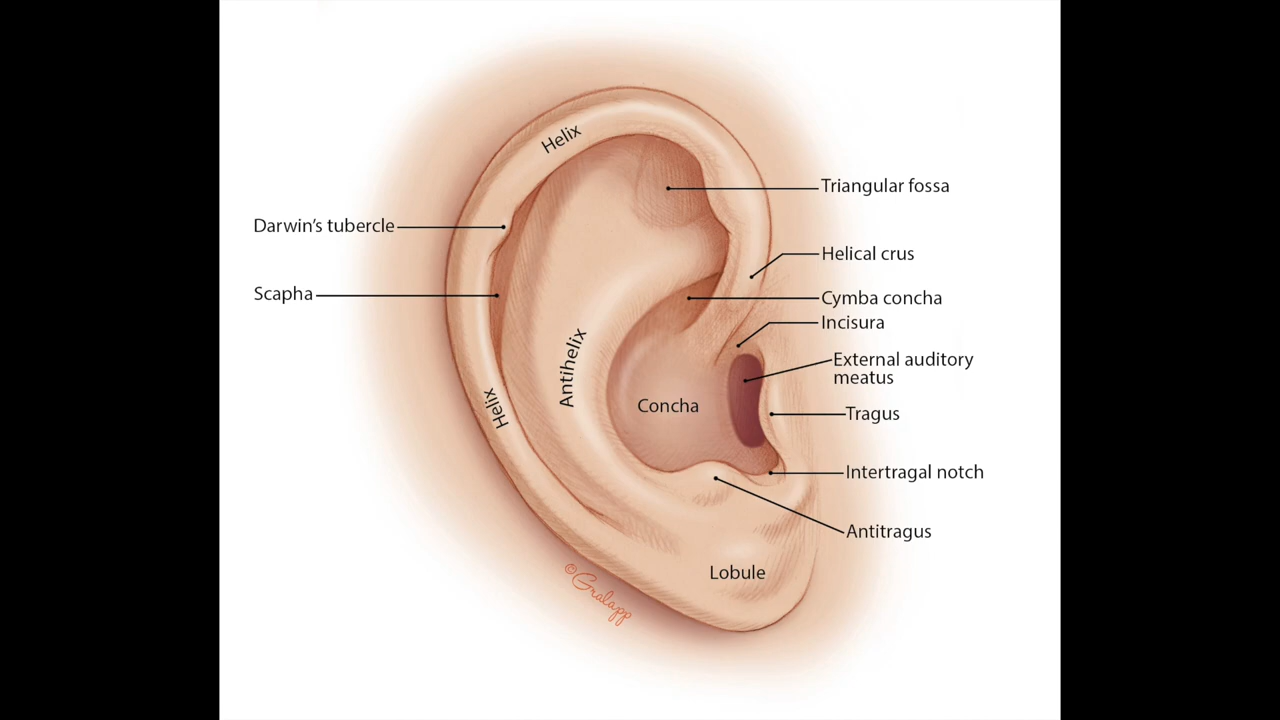 Helix
Triangular fossa
Darwin's tubercle
Helical crus
Scapha
Cymba concha
Incisura
External auditory
meatus
Antihelix
Helix
Concha
Tragus
Intertragal notch
Antitragus
Lobule
©Gralapp